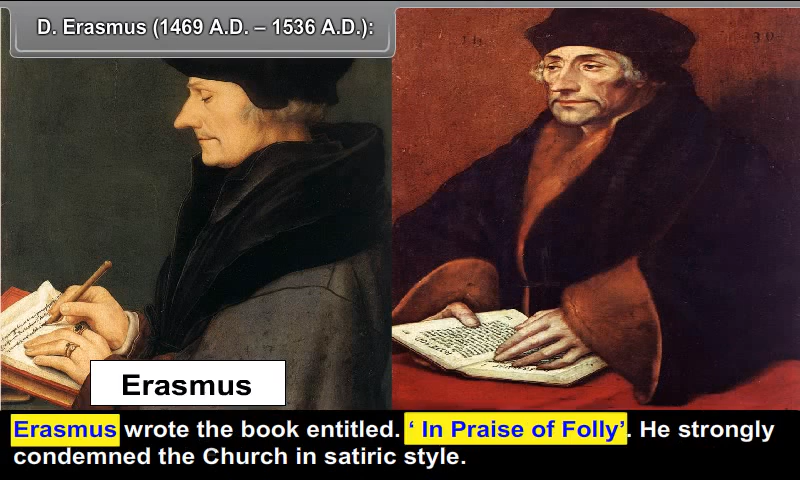 D. Erasmus (1469 A.D. – 1536 A.D.):
Erasmus
Erasmus wrote the book entitled. ‘ In Praise of Folly’. He strongly
condemned the Church in satiric style.